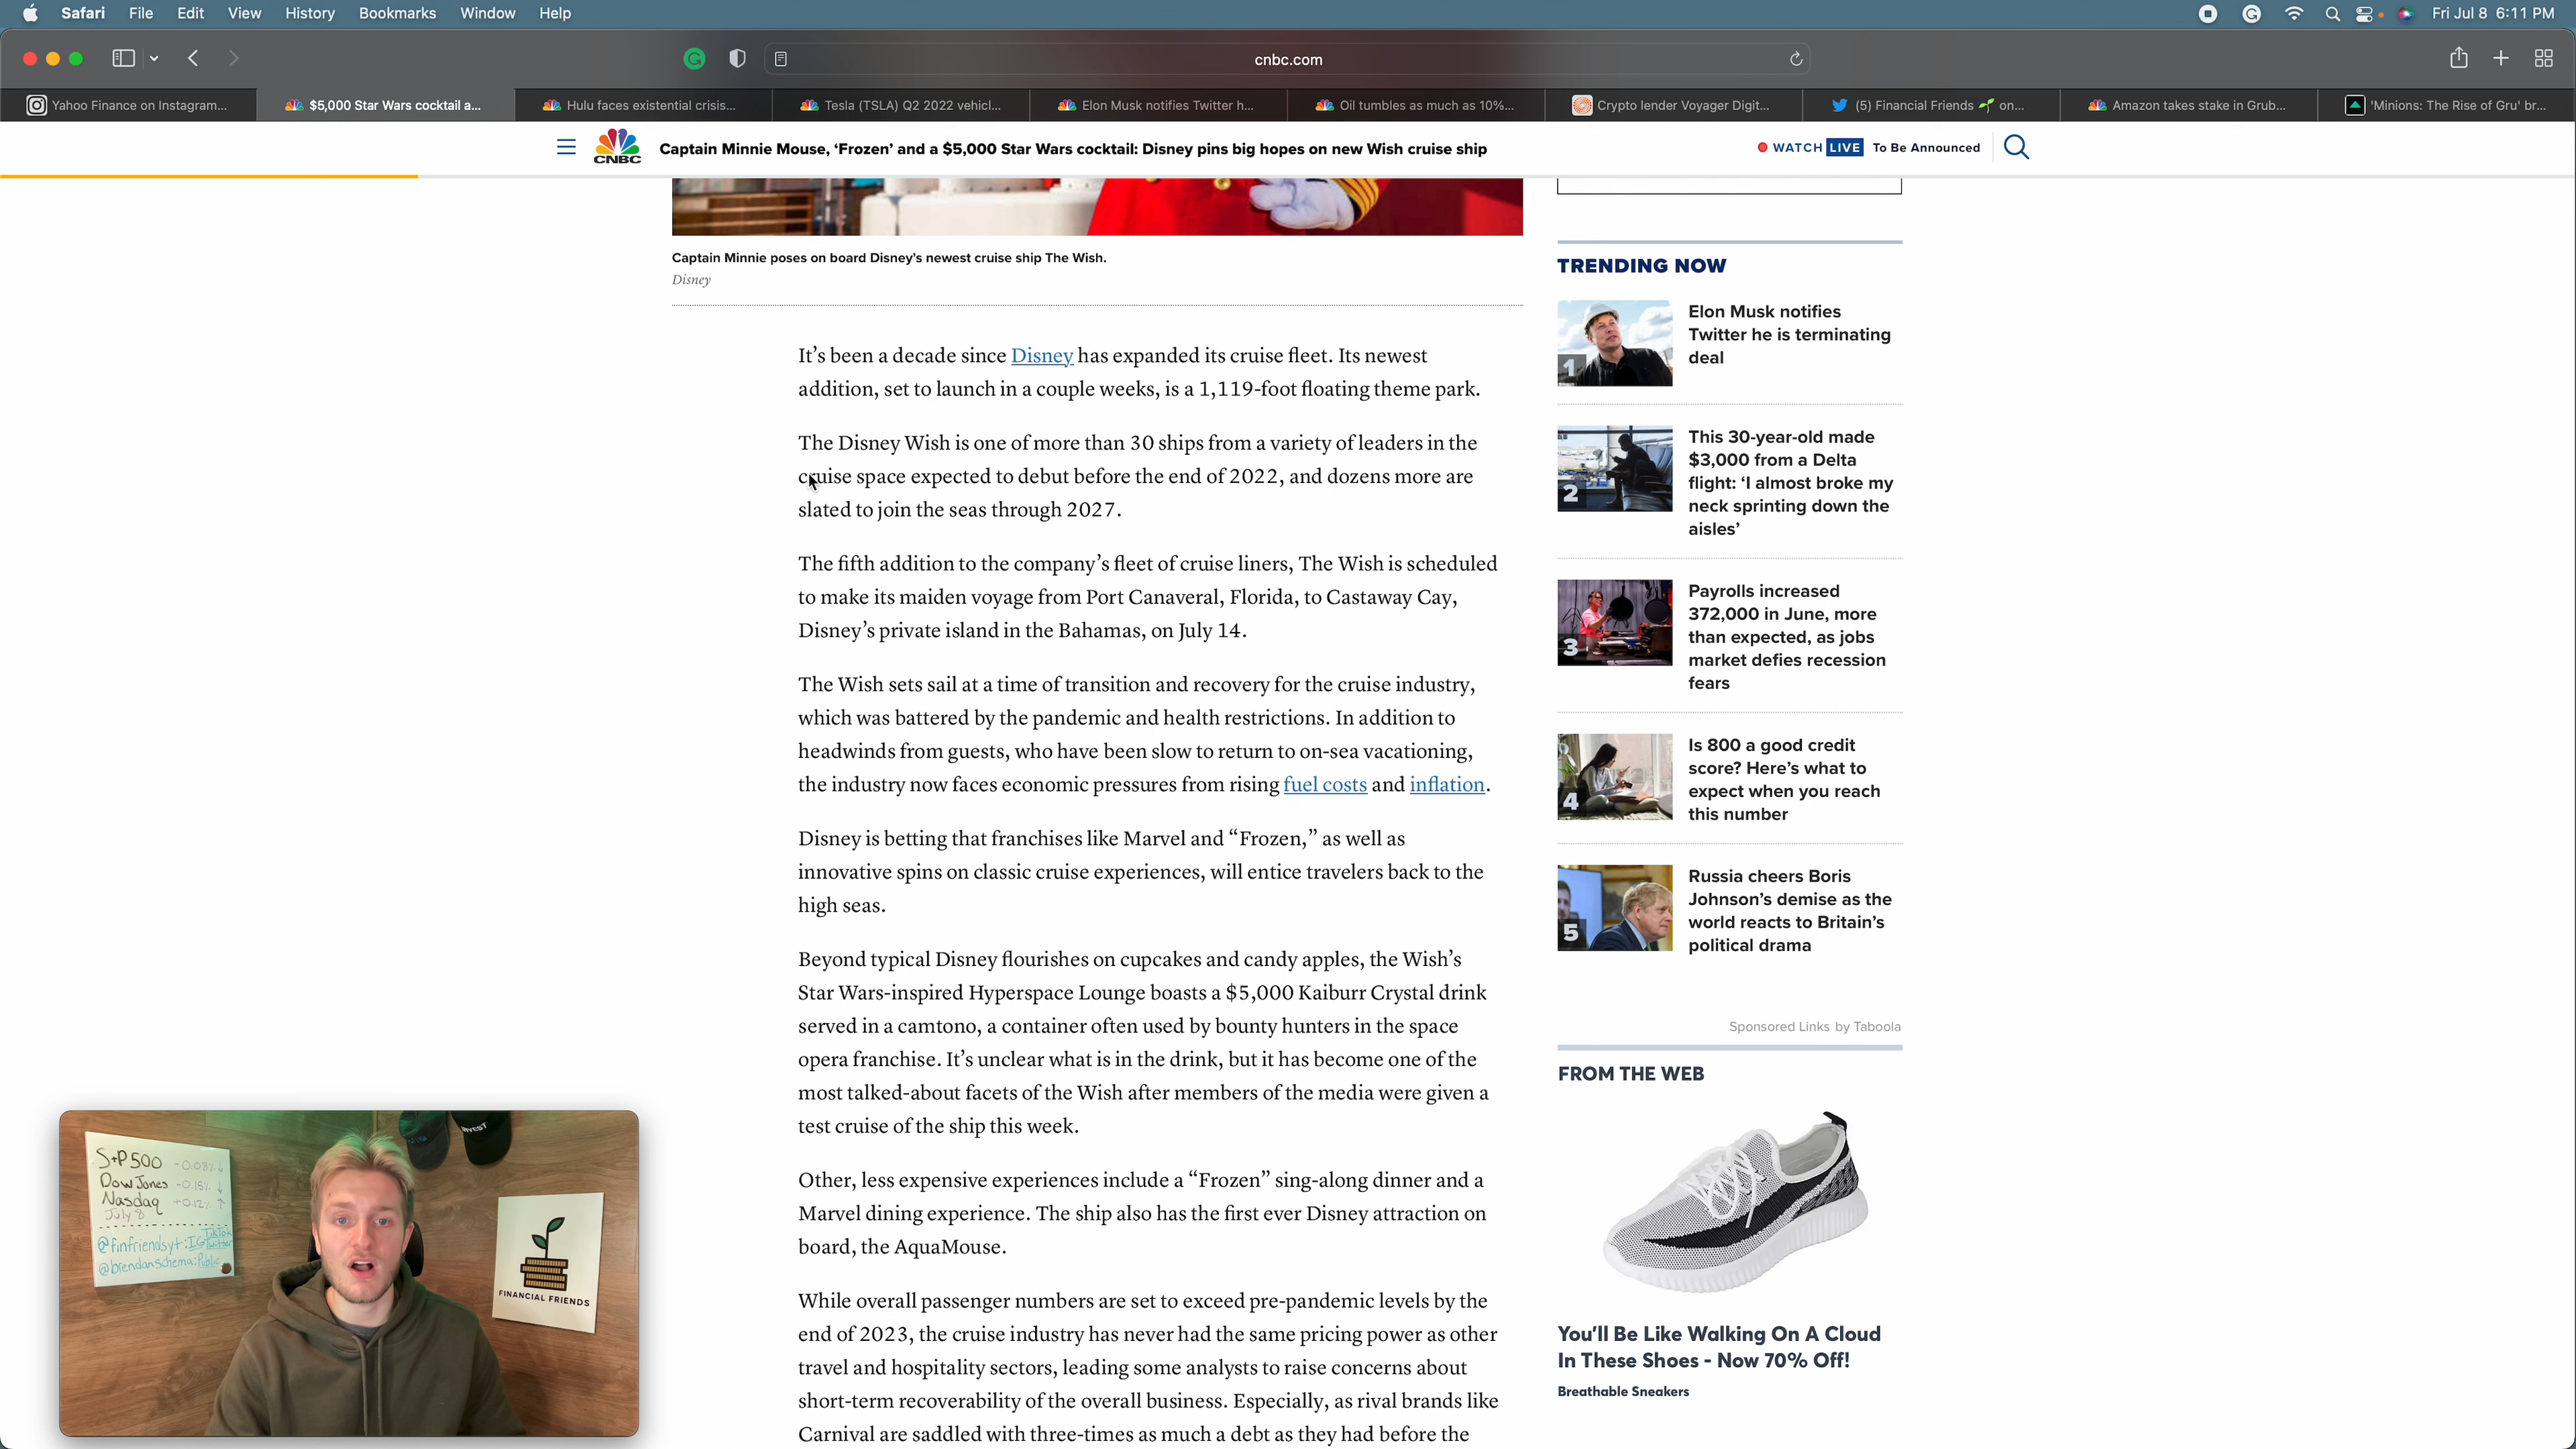 Safari File Edit View History Bookmarks Window Help Fri Jul 8 6:11 PM
cnbc.com
Yahoo Finance on Instagram...
$5,000 Star Wars cocktail a...
Hulu faces existential crisis...
Tesla (TSLA) Q2 2022 vehicl...
Elon Musk notifies Twitter h...
Oil tumbles as much as 10%...
Crypto lender Voyager Digit...
(5) Financial Friends 🌱 on...
Amazon takes stake in Grub...
'Minions: The Rise of Gru' br...
CNBC
Captain Minnie Mouse, ‘Frozen’ and a $5,000 Star Wars cocktail: Disney pins big hopes on new Wish cruise ship
WATCH LIVE To Be Announced
Captain Minnie poses on board Disney’s newest cruise ship The Wish.
Disney
It’s been a decade since Disney has expanded its cruise fleet. Its newest
addition, set to launch in a couple weeks, is a 1,119-foot floating theme park.
The Disney Wish is one of more than 30 ships from a variety of leaders in the
cruise space expected to debut before the end of 2022, and dozens more are
slated to join the seas through 2027.
The fifth addition to the company’s fleet of cruise liners, The Wish is scheduled
to make its maiden voyage from Port Canaveral, Florida, to Castaway Cay,
Disney’s private island in the Bahamas, on July 14.
The Wish sets sail at a time of transition and recovery for the cruise industry,
which was battered by the pandemic and health restrictions. In addition to
headwinds from guests, who have been slow to return to on-sea vacationing,
the industry now faces economic pressures from rising fuel costs and inflation.
Disney is betting that franchises like Marvel and “Frozen,” as well as
innovative spins on classic cruise experiences, will entice travelers back to the
high seas.
Beyond typical Disney flourishes on cupcakes and candy apples, the Wish’s
Star Wars-inspired Hyperspace Lounge boasts a $5,000 Kaiburr Crystal drink
served in a camtono, a container often used by bounty hunters in the space
opera franchise. It’s unclear what is in the drink, but it has become one of the
most talked-about facets of the Wish after members of the media were given a
test cruise of the ship this week.
Other, less expensive experiences include a “Frozen” sing-along dinner and a
Marvel dining experience. The ship also has the first ever Disney attraction on
board, the AquaMouse.
While overall passenger numbers are set to exceed pre-pandemic levels by the
end of 2023, the cruise industry has never had the same pricing power as other
travel and hospitality sectors, leading some analysts to raise concerns about
short-term recoverability of the overall business. Especially, as rival brands like
Carnival are saddled with three-times as much a debt as they had before the
TRENDING NOW
1
Elon Musk notifies
Twitter he is terminating
deal
2
This 30-year-old made
$3,000 from a Delta
flight: ‘I almost broke my
neck sprinting down the
aisles’
3
Payrolls increased
372,000 in June, more
than expected, as jobs
market defies recession
fears
4
Is 800 a good credit
score? Here’s what to
expect when you reach
this number
5
Russia cheers Boris
Johnson’s demise as the
world reacts to Britain’s
political drama
Sponsored Links by Taboola
FROM THE WEB
You’ll Be Like Walking On A Cloud
In These Shoes - Now 70% Off!
Breathable Sneakers
S+P 500 -0.08% ↓
Dow Jones -0.15% ↓
Nasdaq +0.12% ↑
July 8
@finfriendsyt: IG TikTok
Twitter
@brendanschema: Public
INVEST
FINANCIAL FRIENDS